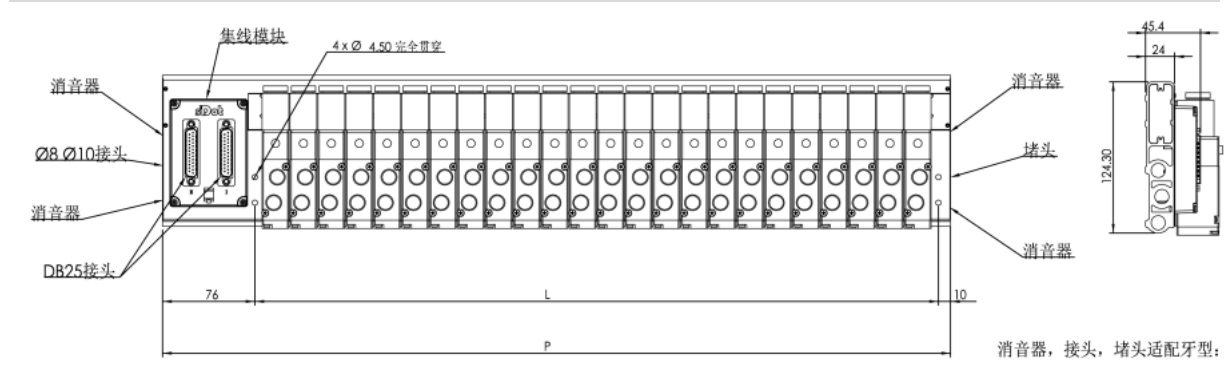 集线模块
4 x Ø 4.50 完全贯穿
消音器
Ø8 Ø10接头
消音器
DB25接头
消音器
堵头
消音器
76
L
10
P
45.4
24
124.30
消音器，接头，堵头适配牙型：